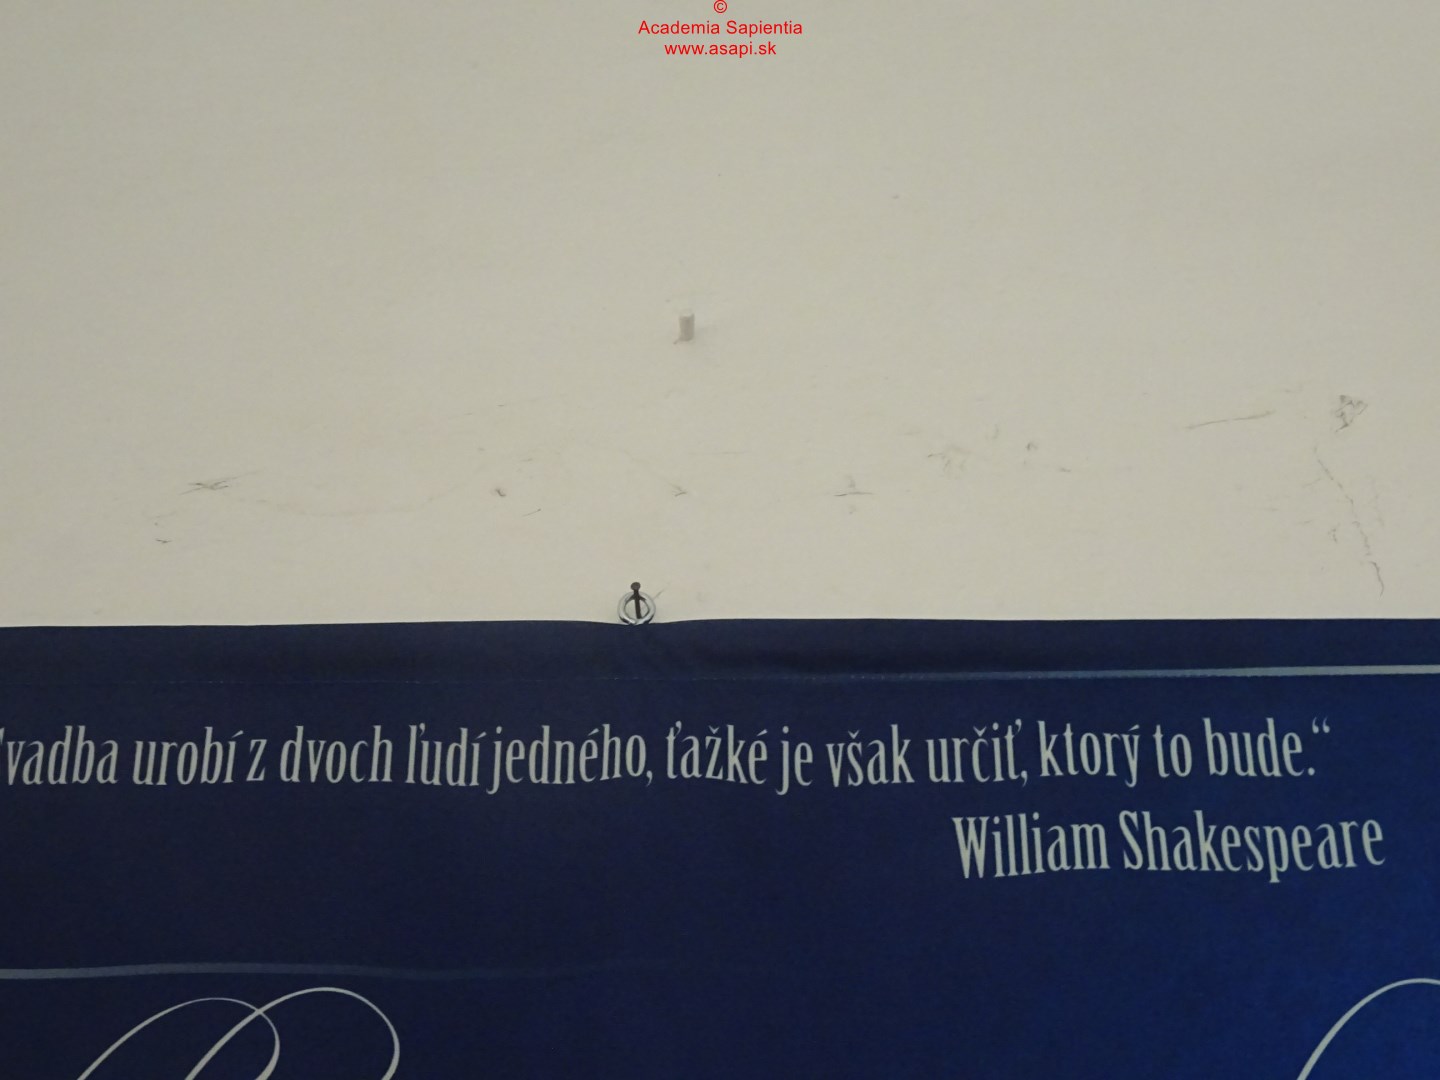 ©
Academia Sapientia
www.asapi.sk
vadba urobí z dvoch ľudí jedného, ťažké je však určiť, ktorý to bude.“
William Shakespeare